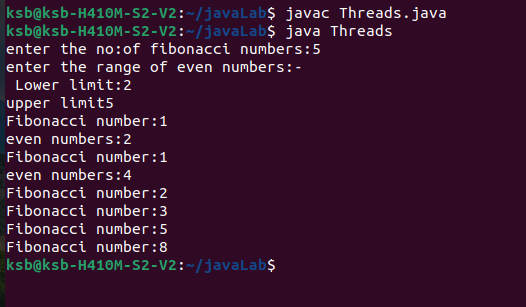 ksb@ksb-H410M-S2-V2:~/javaLab$ javac Threads.java
ksb@ksb-H410M-S2-V2:~/javaLab$ java Threads
enter the no:of fibonacci numbers:5
enter the range of even numbers:-
 Lower limit:2
upper limit5
Fibonacci number:1
even numbers:2
Fibonacci number:1
even numbers:4
Fibonacci number:2
Fibonacci number:3
Fibonacci number:5
Fibonacci number:8
ksb@ksb-H410M-S2-V2:~/javaLab$